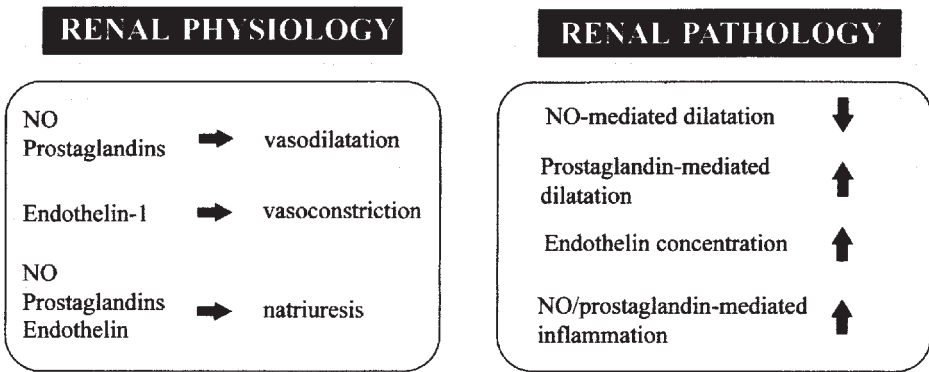 RENAL PHYSIOLOGY
NO
Prostaglandins
vasodilatation
Endothelin-1
vasoconstriction
NO
Prostaglandins
Endothelin
natriuresis
RENAL PATHOLOGY
NO-mediated dilatation
Prostaglandin-mediated
dilatation
Endothelin concentration
NO/prostaglandin-mediated
inflammation